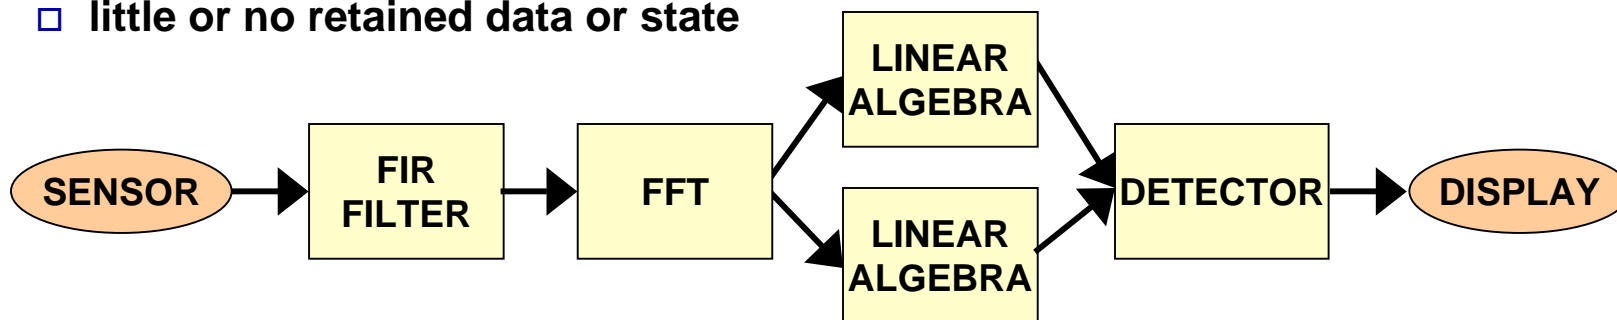 little or no retained data or state
SENSOR
FIR
FILTER
FFT
LINEAR
ALGEBRA
LINEAR
ALGEBRA
DETECTOR
DISPLAY